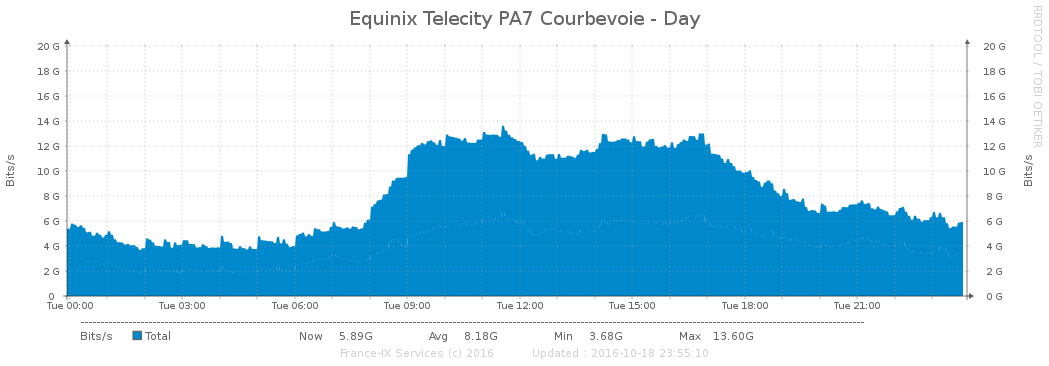 Equinix Telecity PA7 Courbevoie - Day
RRDTOOL / TOBI OETIKER
20 G 20 G
18 G 18 G
16 G 16 G
14 G 14 G
12 G 12 G
10 G 10 G
8 G 8 G
6 G 6 G
4 G 4 G
2 G 2 G
0 0 G
Bits/s Bits/s
Tue 00:00 Tue 03:00 Tue 06:00 Tue 09:00 Tue 12:00 Tue 15:00 Tue 18:00 Tue 21:00
Bits/s Total Now 5.89G Avg 8.18G Min 3.68G Max 13.60G
France-IX Services (c) 2016 Updated : 2016-10-18 23:55:10